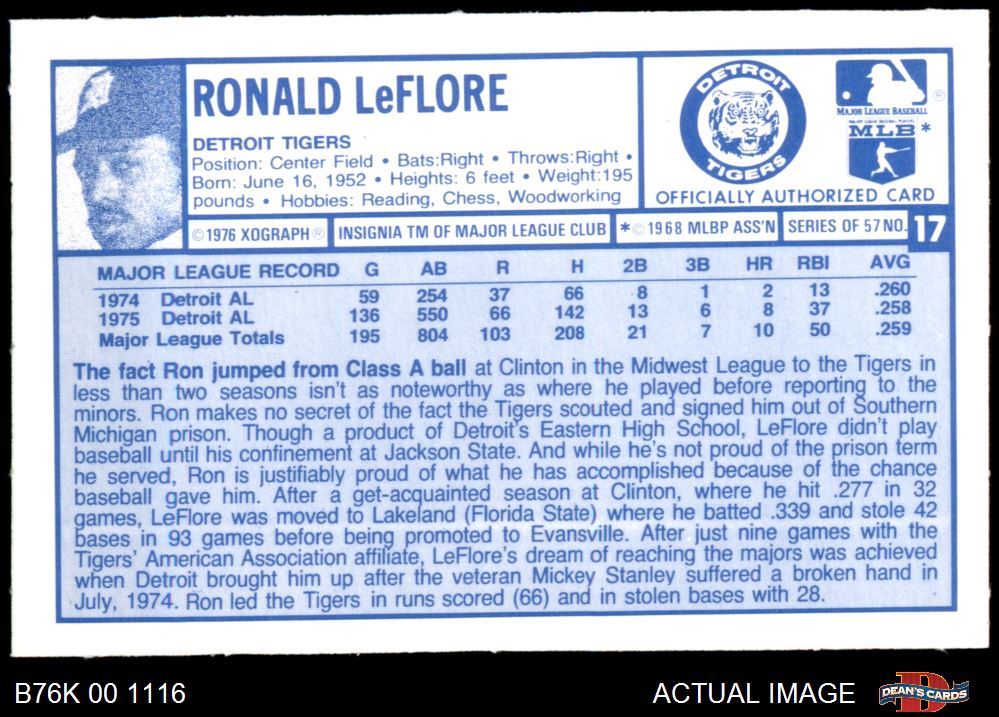 RONALD LeFLORE
DETROIT TIGERS
Position: Center Field • Bats:Right • Throws:Right •
Born: June 16, 1952 • Heights: 6 feet • Weight:195
pounds • Hobbies: Reading, Chess, Woodworking
DETROIT
TIGERS
®
MAJOR LEAGUE BASEBALL
MAJOR LEAGUE BASEBALL PLAYERS
MLB*
OFFICIALLY AUTHORIZED CARD
©1976 XOGRAPH® INSIGNIA TM OF MAJOR LEAGUE CLUB *©1968 MLBP ASS'N SERIES OF 57 NO. 17
MAJOR LEAGUE RECORD G AB R H 2B 3B HR RBI AVG
1974 Detroit AL 59 254 37 66 8 1 2 13 .260
1975 Detroit AL 136 550 66 142 13 6 8 37 .258
Major League Totals 195 804 103 208 21 7 10 50 .259
The fact Ron jumped from Class A ball at Clinton in the Midwest League to the Tigers in
less than two seasons isn't as noteworthy as where he played before reporting to the
minors. Ron makes no secret of the fact the Tigers scouted and signed him out of Southern
Michigan prison. Though a product of Detroit's Eastern High School, LeFlore didn't play
baseball until his confinement at Jackson State. And while he's not proud of the prison term
he served, Ron is justifiably proud of what he has accomplished because of the chance
baseball gave him. After a get-acquainted season at Clinton, where he hit .277 in 32
games, LeFlore was moved to Lakeland (Florida State) where he batted .339 and stole 42
bases in 93 games before being promoted to Evansville. After just nine games with the
Tigers' American Association affiliate, LeFlore's dream of reaching the majors was achieved
when Detroit brought him up after the veteran Mickey Stanley suffered a broken hand in
July, 1974. Ron led the Tigers in runs scored (66) and in stolen bases with 28.
B76K 00 1116
ACTUAL IMAGE
D
DEAN'S CARDS